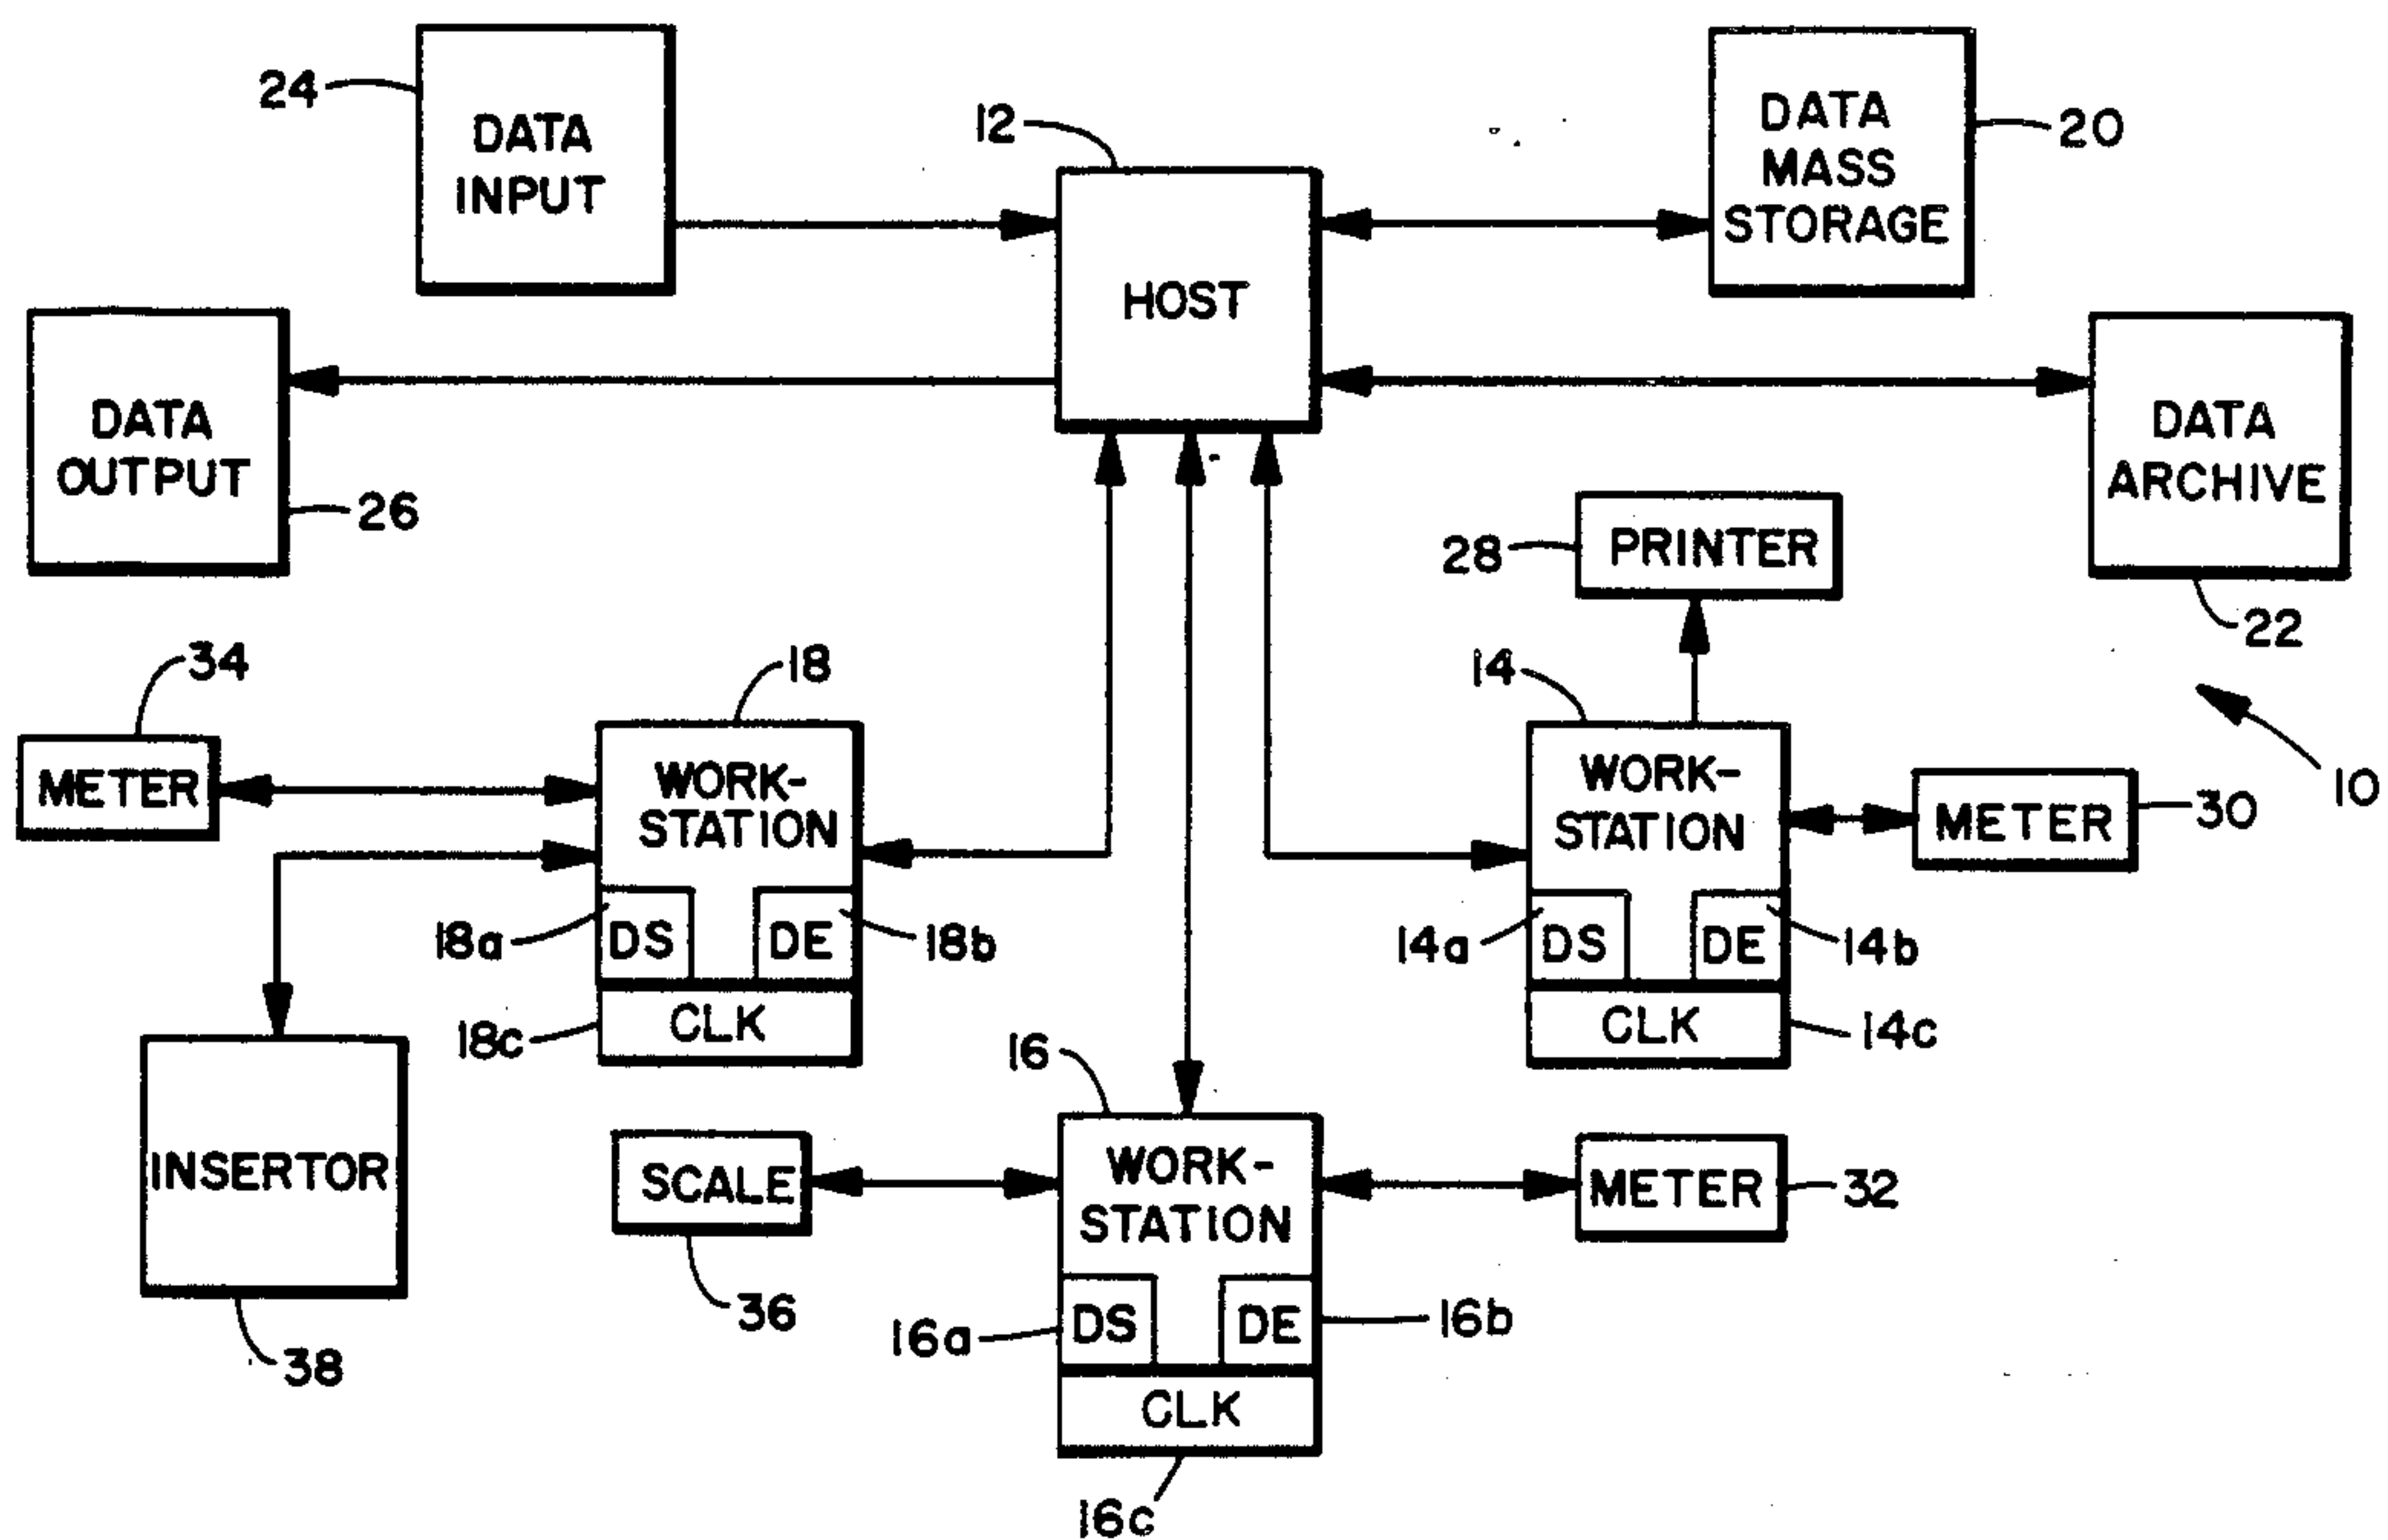 24
DATA
INPUT
12
HOST
DATA
MASS
STORAGE
20
DATA
OUTPUT
26
DATA
ARCHIVE
22
28
PRINTER
10
34
METER
18
WORK-
STATION
18a
DS
DE
18b
18c
CLK
14
WORK-
STATION
METER
30
14a
DS
DE
14b
CLK
14c
INSERTOR
38
SCALE
36
16
WORK-
STATION
METER
32
16a
DS
DE
16b
CLK
16c